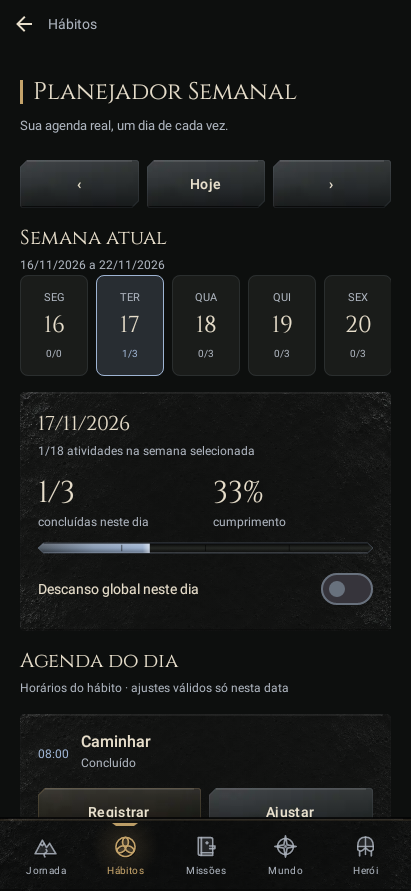 Hábitos
Planejador Semanal
Sua agenda real, um dia de cada vez.
‹ Hoje ›
Semana atual
16/11/2026 a 22/11/2026
SEG TER QUA QUI SEX
16 17 18 19 20
0/0 1/3 0/3 0/3 0/3
17/11/2026
1/18 atividades na semana selecionada
1/3 33%
concluídas neste dia cumprimento
Descanso global neste dia
Agenda do dia
Horários do hábito · ajustes válidos só nesta data
08:00 Caminhar
Concluído
Registrar Ajustar
Jornada Hábitos Missões Mundo Herói